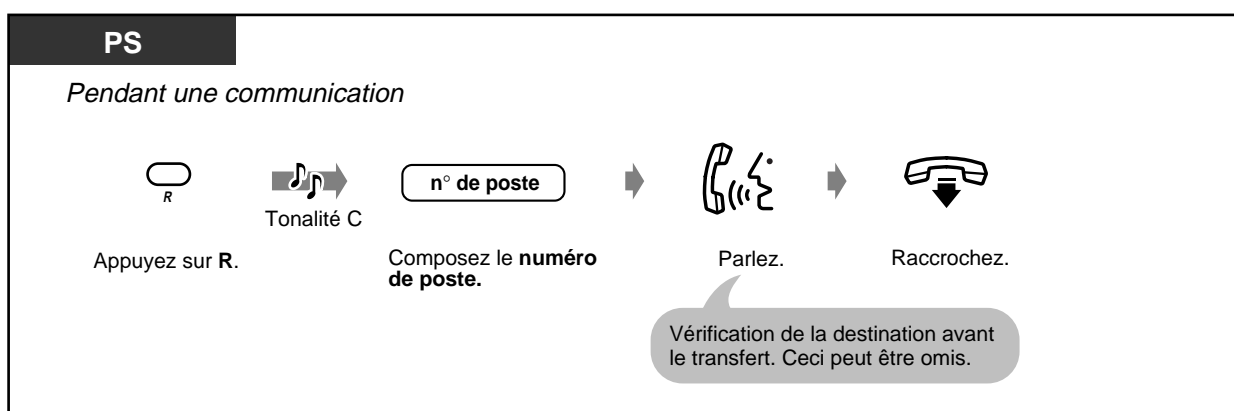 PS
Pendant une communication
R
Tonalité C
n° de poste
Appuyez sur R.
Composez le numéro
de poste.
Parlez.
Raccrochez.
Vérification de la destination avant
le transfert. Ceci peut être omis.